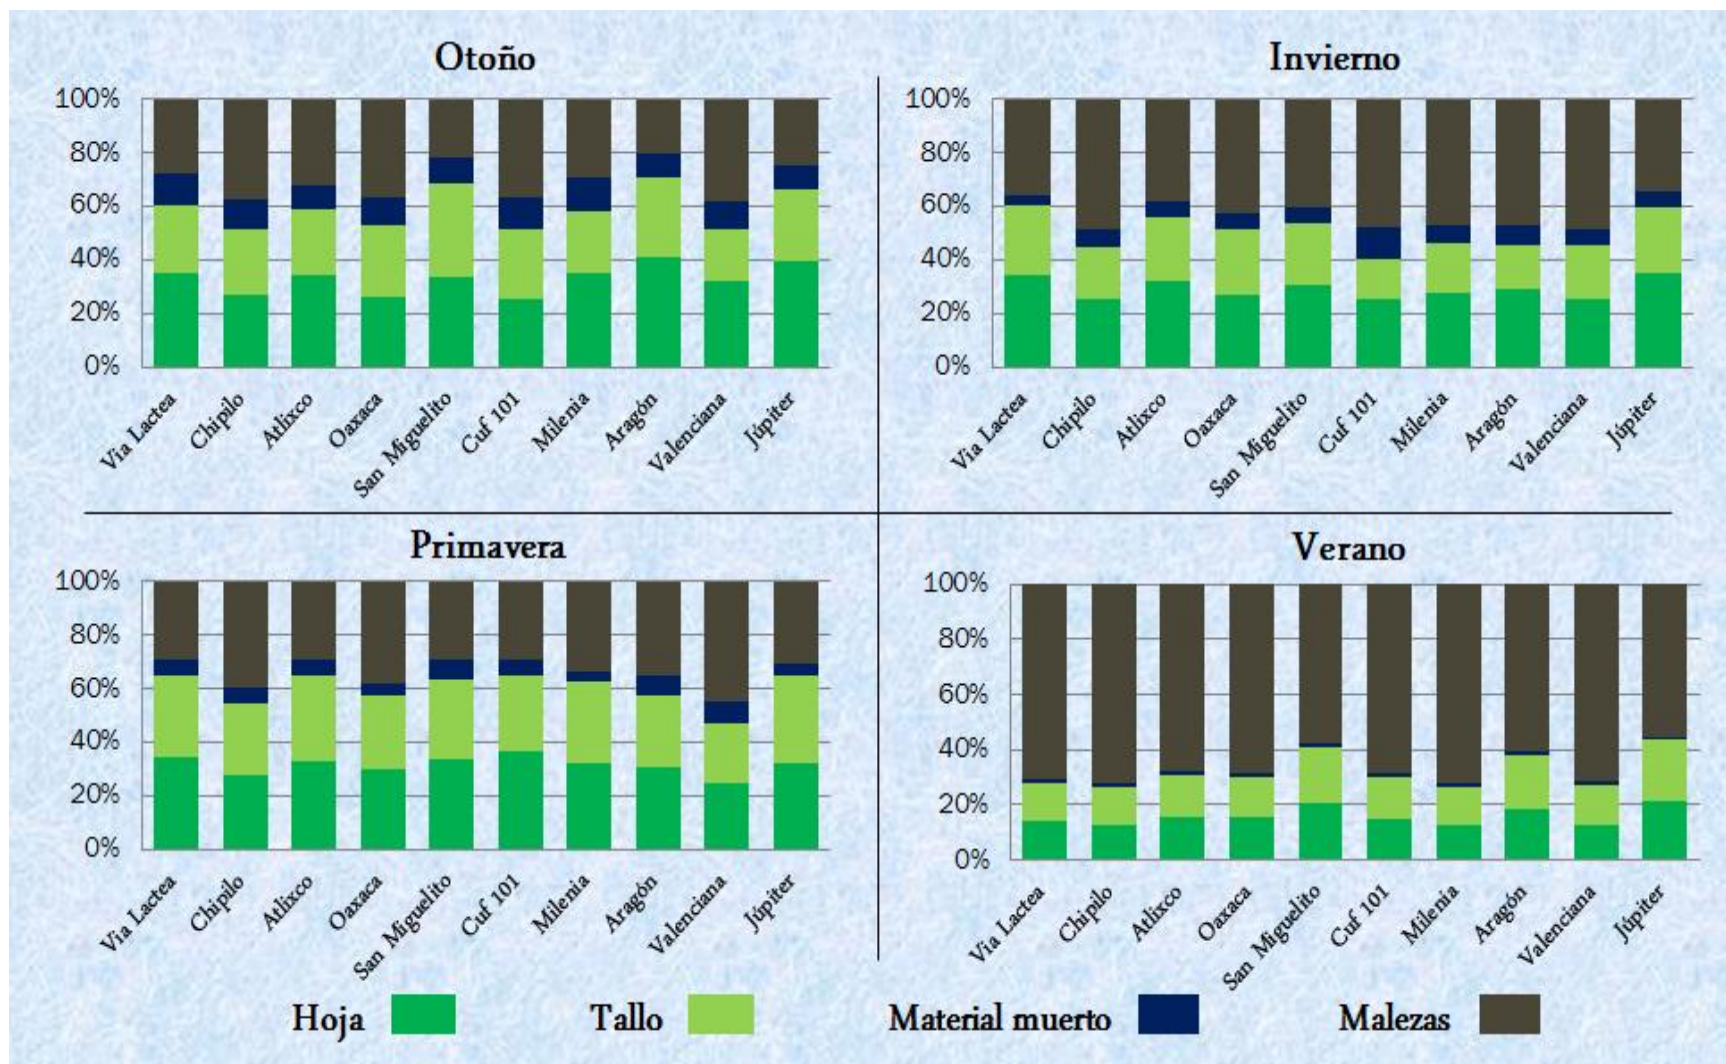 Otoño
100%
80%
60%
40%
20%
0%
Via Lactea
Chipilo
Atlixco
Oaxaca
San Miguelito
Cuf 101
Milenia
Aragón
Valenciana
Júpiter
Invierno
100%
80%
60%
40%
20%
0%
Via Lactea
Chipilo
Atlixco
Oaxaca
San Miguelito
Cuf 101
Milenia
Aragón
Valenciana
Júpiter
Primavera
100%
80%
60%
40%
20%
0%
Via Lactea
Chipilo
Atlixco
Oaxaca
San Miguelito
Cuf 101
Milenia
Aragón
Valenciana
Júpiter
Verano
100%
80%
60%
40%
20%
0%
Via Lactea
Chipilo
Atlixco
Oaxaca
San Miguelito
Cuf 101
Milenia
Aragón
Valenciana
Júpiter
Hoja Tallo Material muerto Malezas